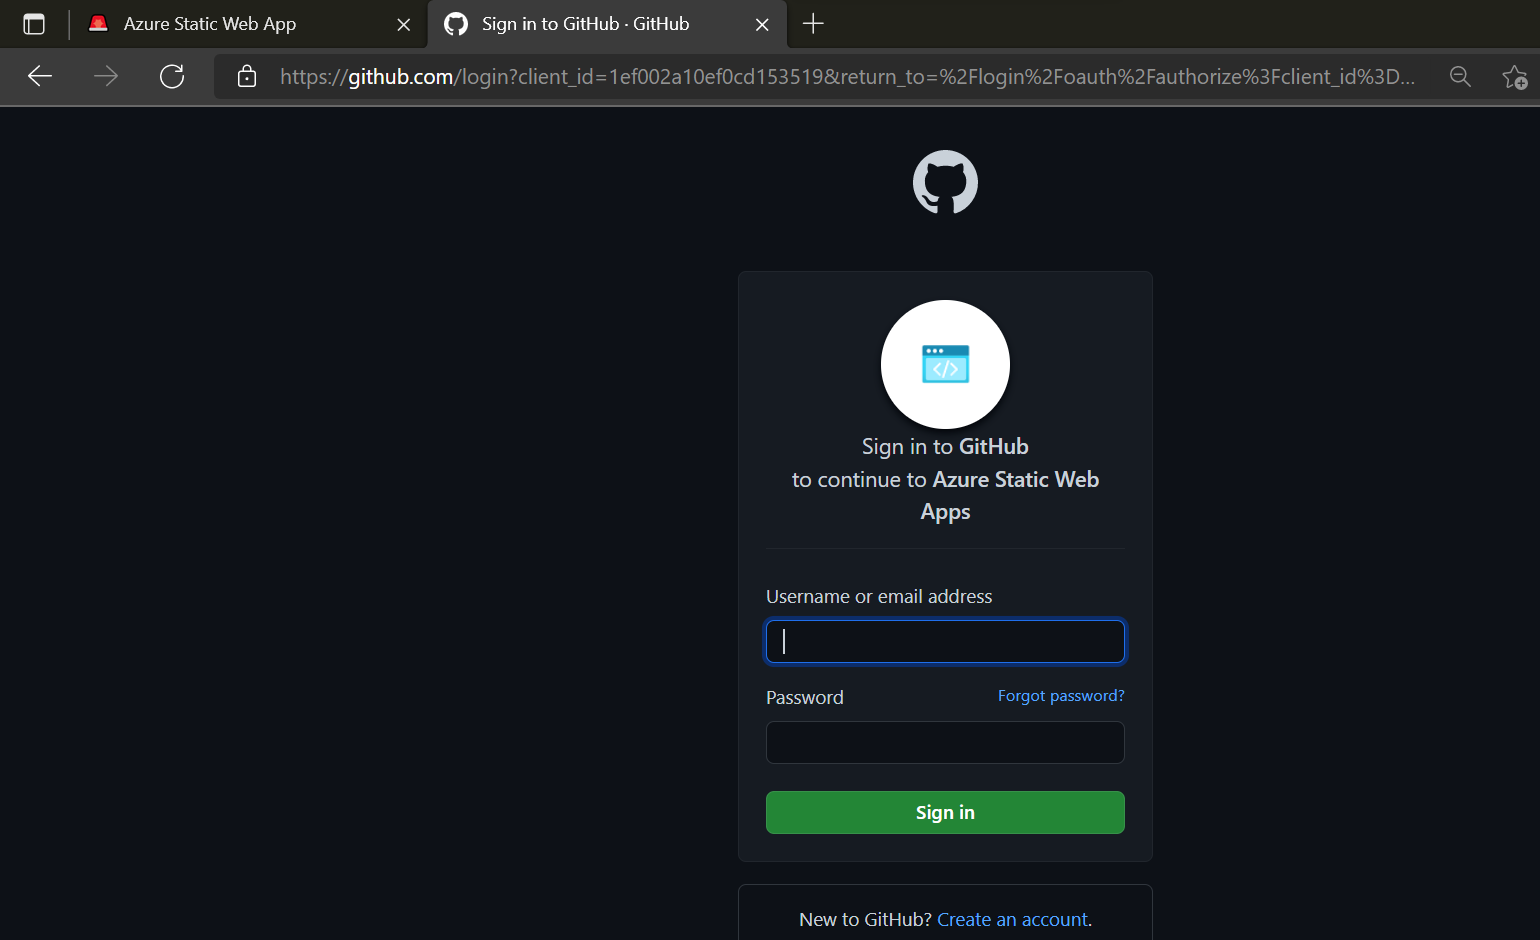 Azure Static Web App
Sign in to GitHub · GitHub
https://github.com/login?client_id=1ef002a10ef0cd153519&return_to=%2Flogin%2Foauth%2Fauthorize%3Fclient_id%3D...
</>
Sign in to GitHub
to continue to Azure Static Web
Apps
Username or email address
Password
Forgot password?
Sign in
New to GitHub? Create an account.